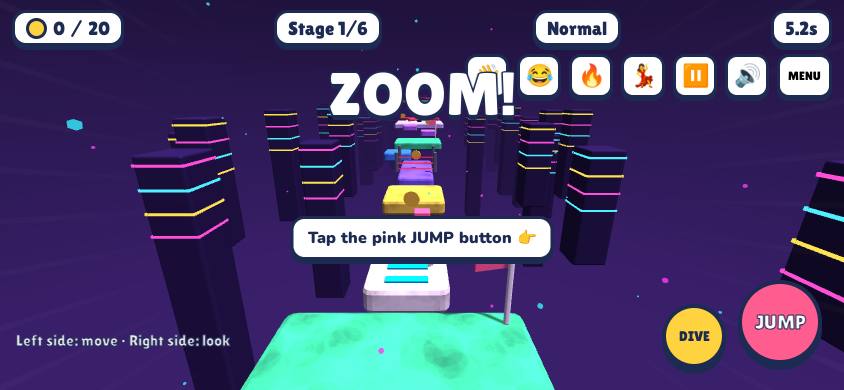 0 / 20
Stage 1/6
Normal
5.2s
MENU
ZOOM!
Tap the pink JUMP button 👉
Left side: move · Right side: look
DIVE
JUMP